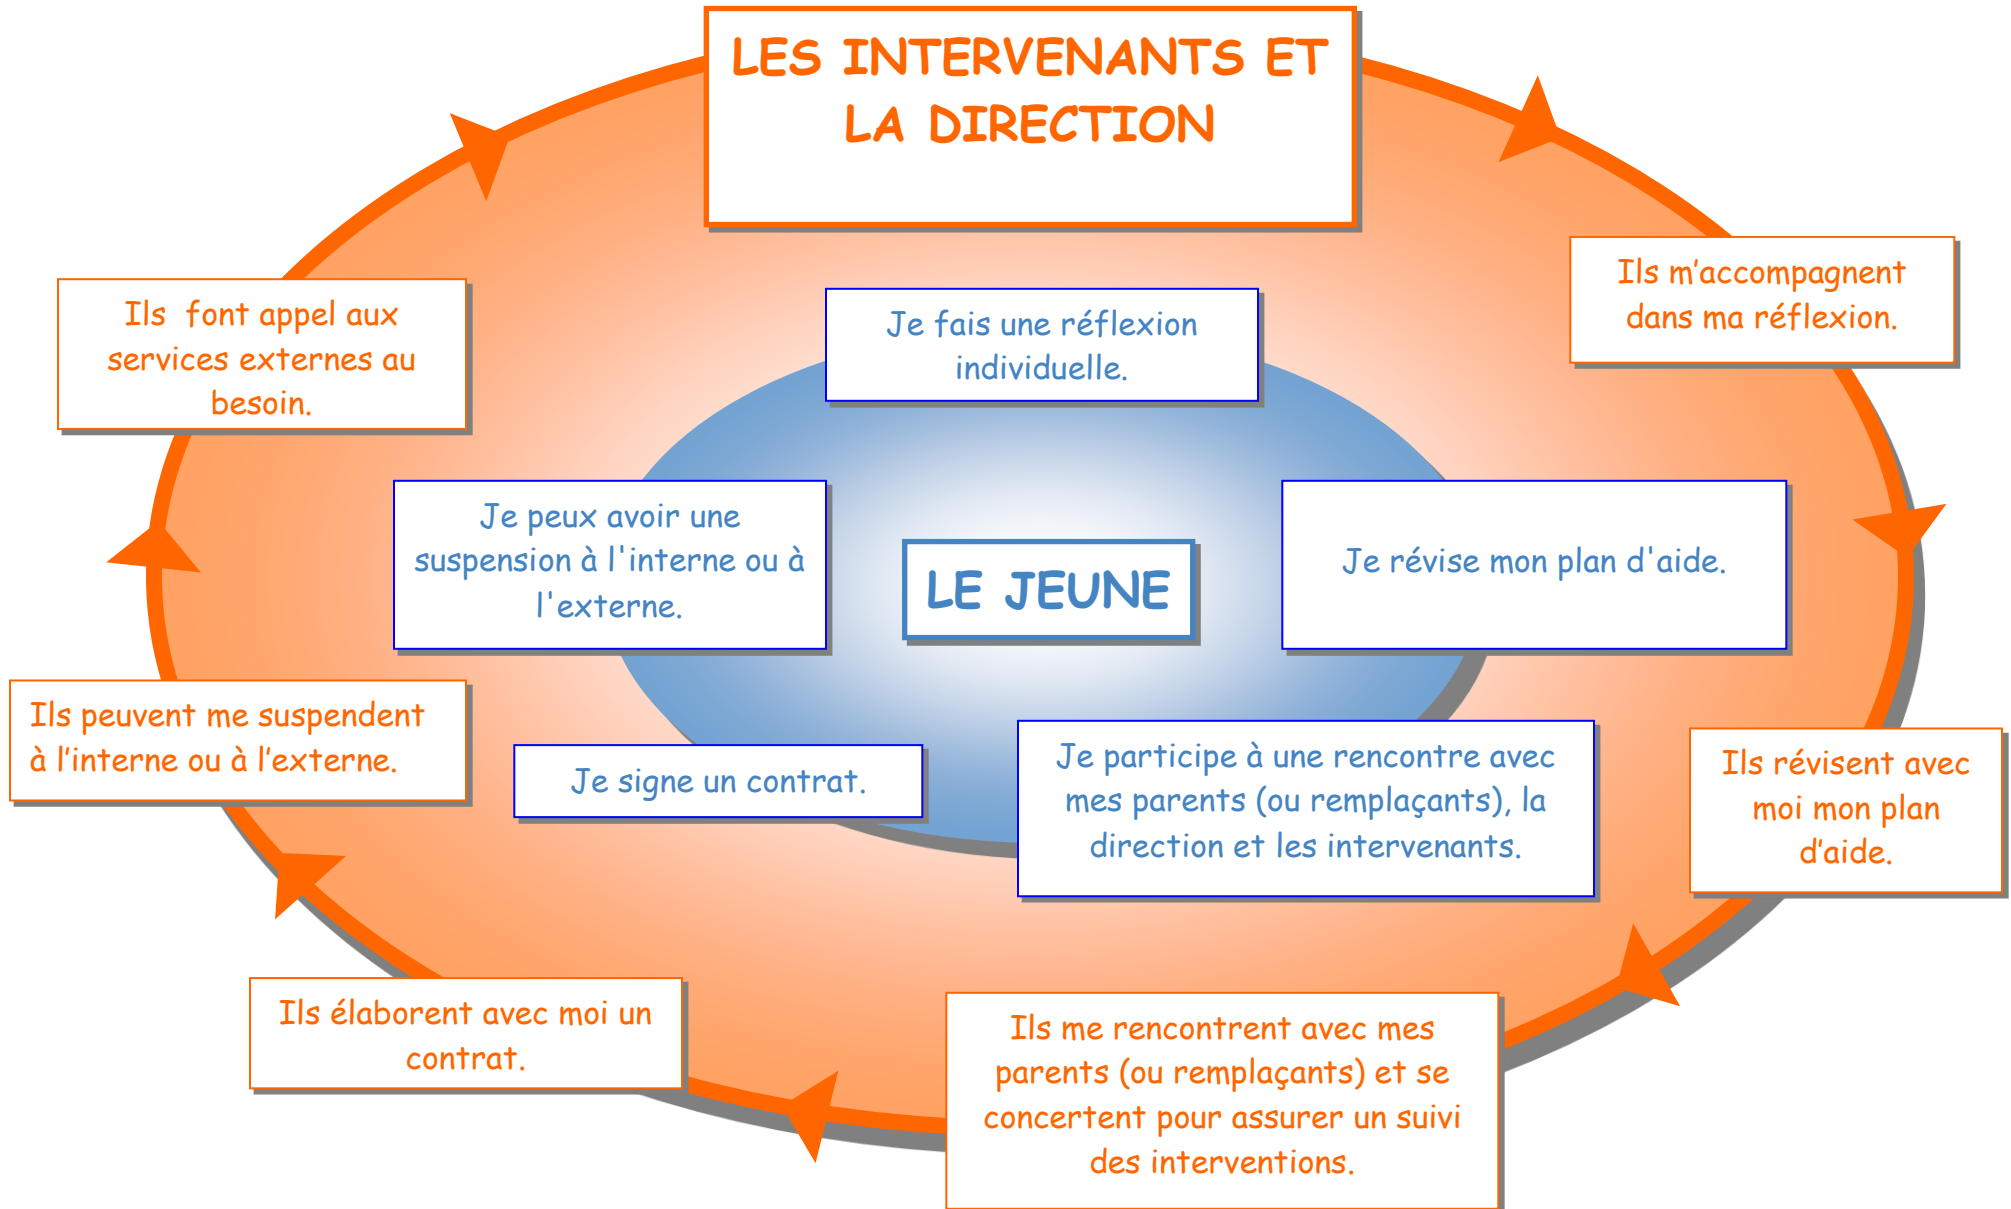 LES INTERVENANTS ET
LA DIRECTION
Ils m’accompagnent
dans ma réflexion.
Ils révisent avec
moi mon plan
d’aide.
Ils me rencontrent avec mes
parents (ou remplaçants) et se
concertent pour assurer un suivi
des interventions.
Ils élaborent avec moi un
contrat.
Ils peuvent me suspendent
à l’interne ou à l’externe.
Ils font appel aux
services externes au
besoin.
LE JEUNE
Je fais une réflexion
individuelle.
Je révise mon plan d'aide.
Je participe à une rencontre avec
mes parents (ou remplaçants), la
direction et les intervenants.
Je signe un contrat.
Je peux avoir une
suspension à l'interne ou à
l'externe.